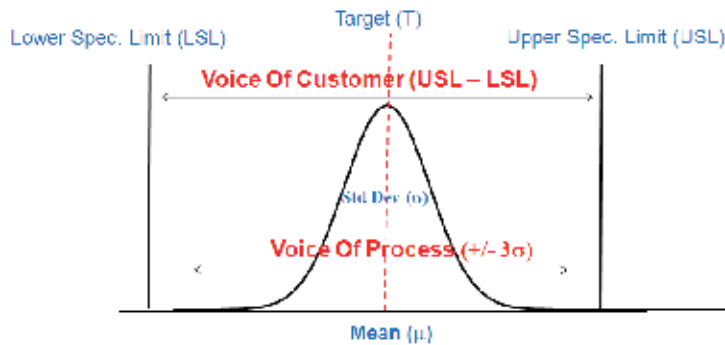 Target (T)
Lower Spec. Limit (LSL)
Upper Spec. Limit (USL)
Voice Of Customer (USL – LSL)
Std Dev (σ)
Voice Of Process (+/- 3σ)
Mean (μ)